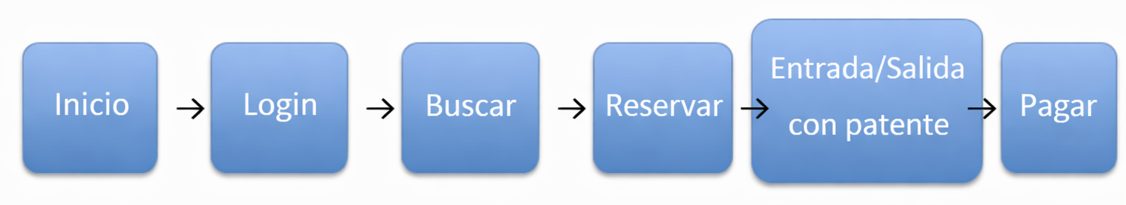 Inicio
Login
Buscar
Reservar
Entrada/Salida
con patente
Pagar